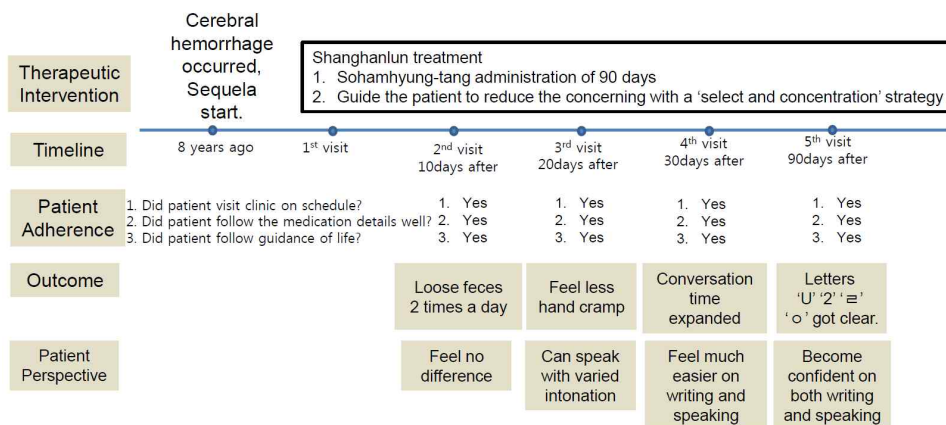 Cerebral
hemorrhage
occurred,
Sequela
start.
Therapeutic
Intervention
Shanghanlun treatment
1. Sohamhyung-tang administration of 90 days
2. Guide the patient to reduce the concerning with a ‘select and concentration’ strategy
Timeline
8 years ago
1st visit
2nd visit
10days after
3rd visit
20days after
4th visit
30days after
5th visit
90days after
Patient
Adherence
1. Did patient visit clinic on schedule?
2. Did patient follow the medication details well?
3. Did patient follow guidance of life?
1. Yes
2. Yes
3. Yes
1. Yes
2. Yes
3. Yes
1. Yes
2. Yes
3. Yes
1. Yes
2. Yes
3. Yes
Outcome
Loose feces
2 times a day
Feel less
hand cramp
Conversation
time
expanded
Letters
‘U’ ‘2’ ‘ㄹ’
‘ㅇ’ got clear.
Patient
Perspective
Feel no
difference
Can speak
with varied
intonation
Feel much
easier on
writing and
speaking
Become
confident on
both writing
and speaking